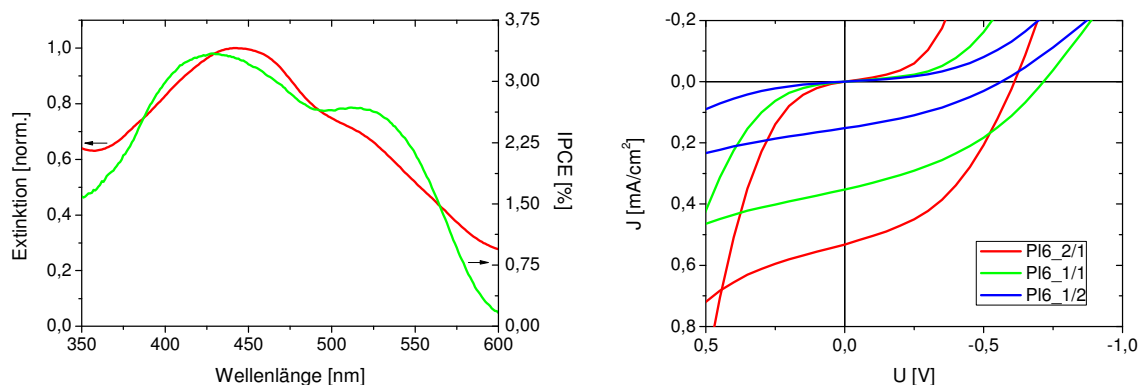 Extinktion [norm.]
1,0
0,8
0,6
0,4
0,2
0,0
350 400 450 500 550 600
Wellenlänge [nm]
3,75
3,00
2,25
1,50
0,75
0,00
IPCE [%]
J [mA/cm²]
-0,2
0,0
0,2
0,4
0,6
0,8
PI6_2/1
PI6_1/1
PI6_1/2
0,5 0,0 -0,5 -1,0
U [V]